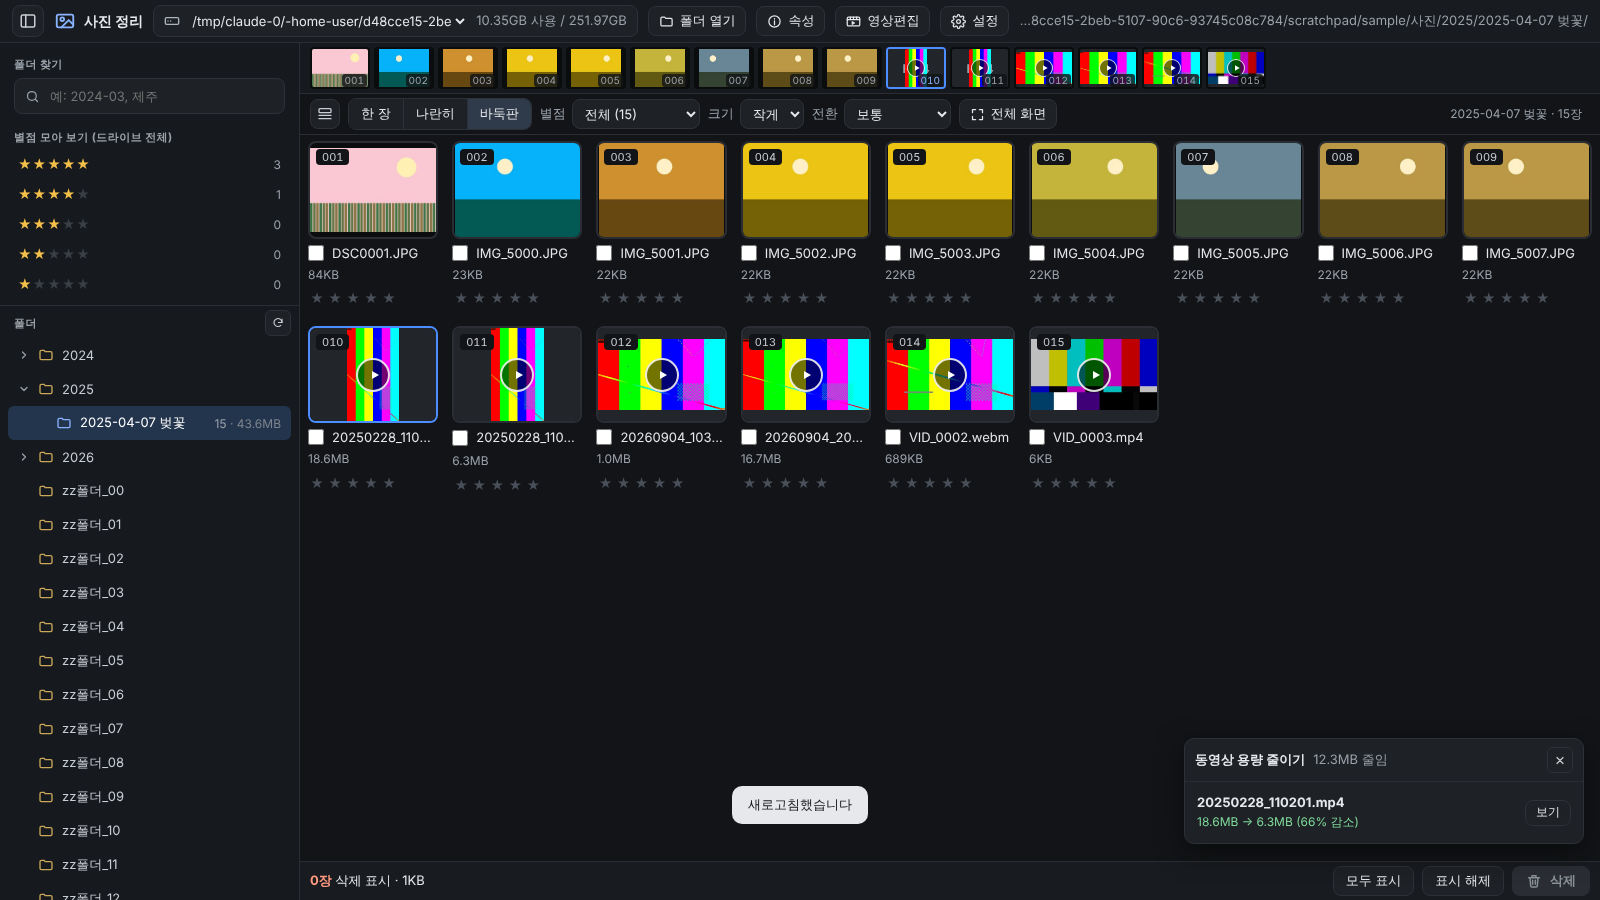 사진 정리
/tmp/claude-0/-home-user/d48cce15-2be
10.35GB 사용 / 251.97GB
폴더 열기
속성
영상편집
설정
...8cce15-2beb-5107-90c6-93745c08c784/scratchpad/sample/사진/2025/2025-04-07 벚꽃/
폴더 찾기
예: 2024-03, 제주
별점 모아 보기 (드라이브 전체)
★★★★★ 3
★★★★★ 1
★★★★★ 0
★★★★★ 0
★★★★★ 0
폴더
2024
2025
2025-04-07 벚꽃 15 · 43.6MB
2026
zz폴더_00
zz폴더_01
zz폴더_02
zz폴더_03
zz폴더_04
zz폴더_05
zz폴더_06
zz폴더_07
zz폴더_08
zz폴더_09
zz폴더_10
zz폴더_11
zz폴더_12
001 002 003 004 005 006 007 008 009 010 011 012 013 014 015
한 장 나란히 바둑판 별점 전체 (15) 크기 작게 전환 보통 전체 화면
2025-04-07 벚꽃 · 15장
001 002 003 004 005 006 007 008 009
DSC0001.JPG IMG_5000.JPG IMG_5001.JPG IMG_5002.JPG IMG_5003.JPG IMG_5004.JPG IMG_5005.JPG IMG_5006.JPG IMG_5007.JPG
84KB 23KB 22KB 22KB 22KB 22KB 22KB 22KB 22KB
★★★★★ ★★★★★ ★★★★★ ★★★★★ ★★★★★ ★★★★★ ★★★★★ ★★★★★ ★★★★★
010 011 012 013 014 015
20250228_110... 20250228_110... 20260904_103... 20260904_20... VID_0002.webm VID_0003.mp4
18.6MB 6.3MB 1.0MB 16.7MB 689KB 6KB
★★★★★ ★★★★★ ★★★★★ ★★★★★ ★★★★★ ★★★★★
동영상 용량 줄이기 12.3MB 줄임
20250228_110201.mp4
18.6MB → 6.3MB (66% 감소)
보기
새로고침했습니다
0장 삭제 표시 · 1KB
모두 표시
표시 해제
삭제